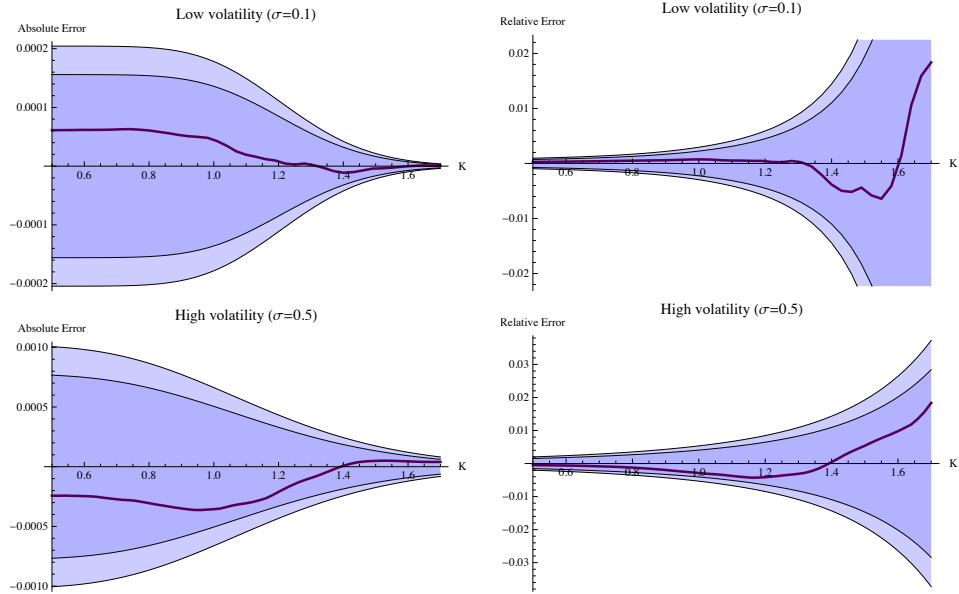 Low volatility (σ=0.1)
Absolute Error
0.0002
0.0001
−0.0001
−0.0002
0.6 0.8 1.0 1.2 1.4 1.6 K
Low volatility (σ=0.1)
Relative Error
0.02
0.01
−0.01
−0.02
0.6 0.8 1.0 1.2 1.4 1.6 K
High volatility (σ=0.5)
Absolute Error
0.0010
0.0005
−0.0005
−0.0010
0.6 0.8 1.0 1.2 1.4 1.6 K
High volatility (σ=0.5)
Relative Error
0.03
0.02
0.01
−0.01
−0.02
−0.03
0.6 0.8 1.0 1.2 1.4 1.6 K